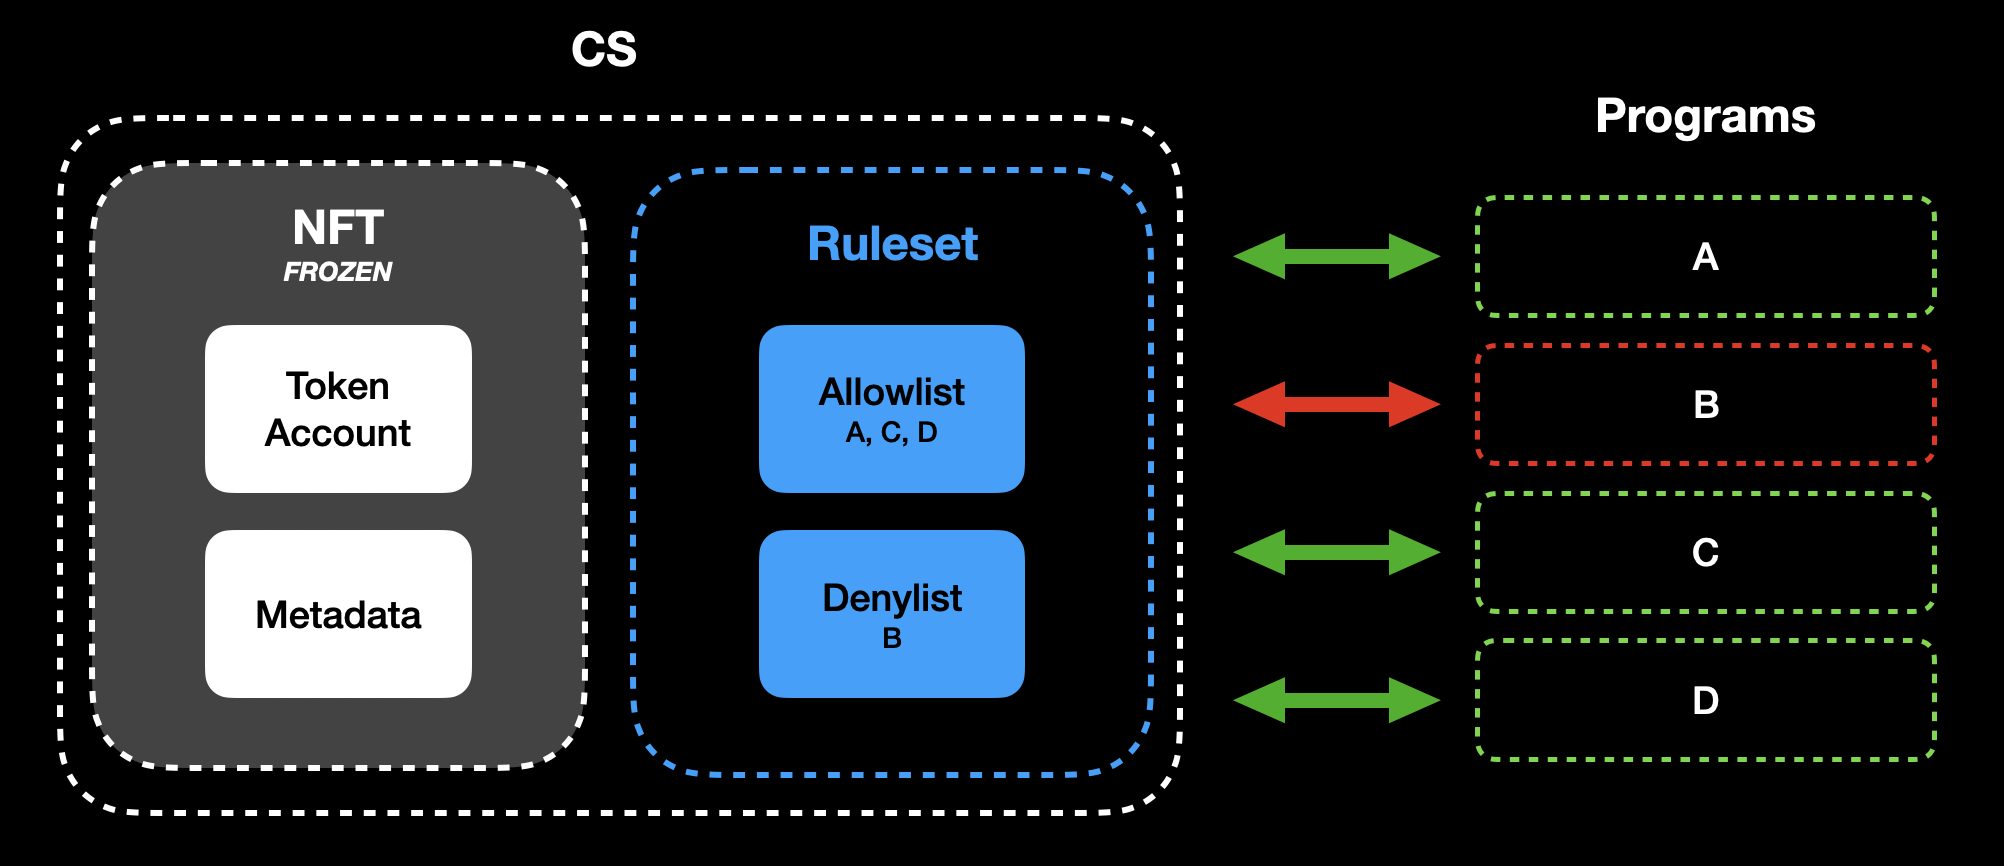 CS
NFT
FROZEN
Token
Account
Metadata
Ruleset
Allowlist
A, C, D
Denylist
B
Programs
A
B
C
D